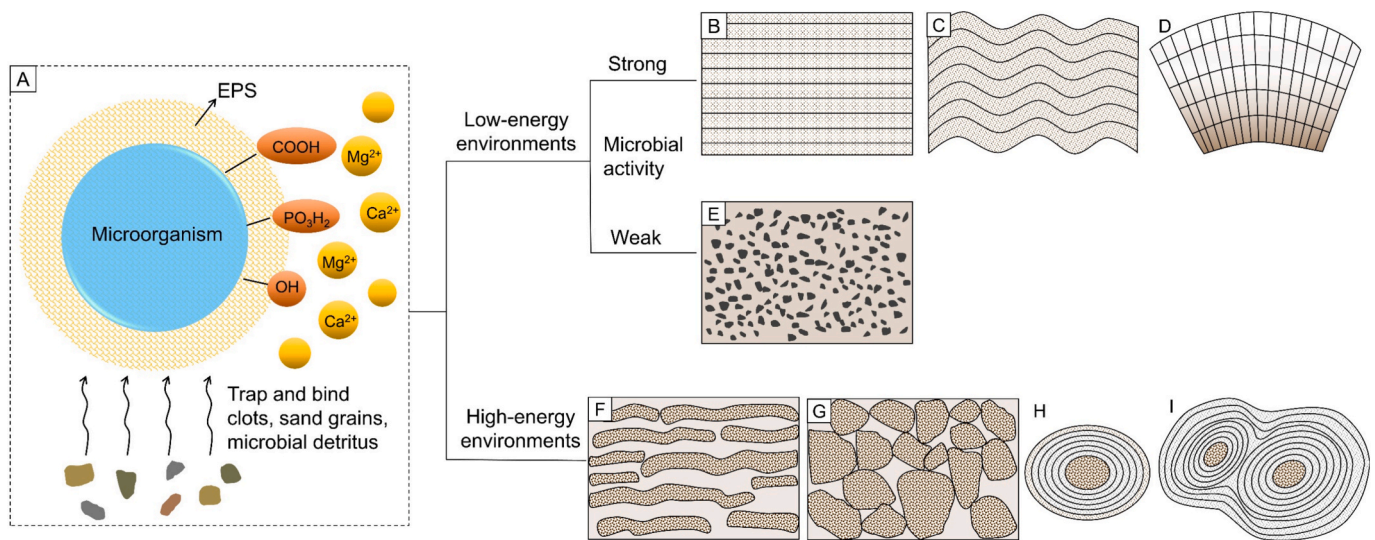 A
EPS
COOH
Mg²⁺
PO₃H₂
Ca²⁺
Microorganism
Mg²⁺
OH
Ca²⁺
Trap and bind
clots, sand grains,
microbial detritus
Low-energy
environments
High-energy
environments
Strong
Microbial
activity
Weak
B
C
D
E
F
G
H
I